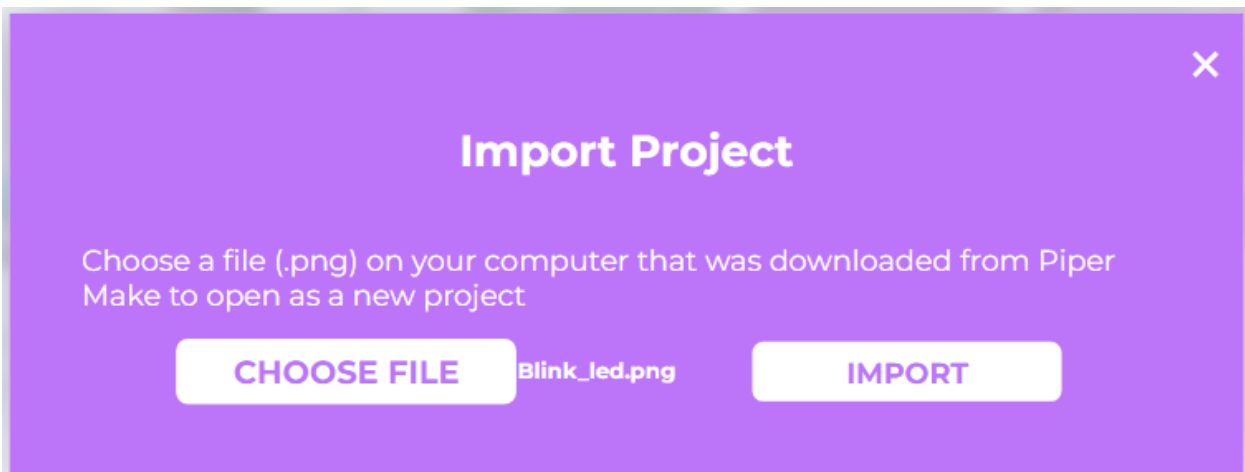 ×
Import Project
Choose a file (.png) on your computer that was downloaded from Piper
Make to open as a new project
CHOOSE FILE Blink_led.png IMPORT